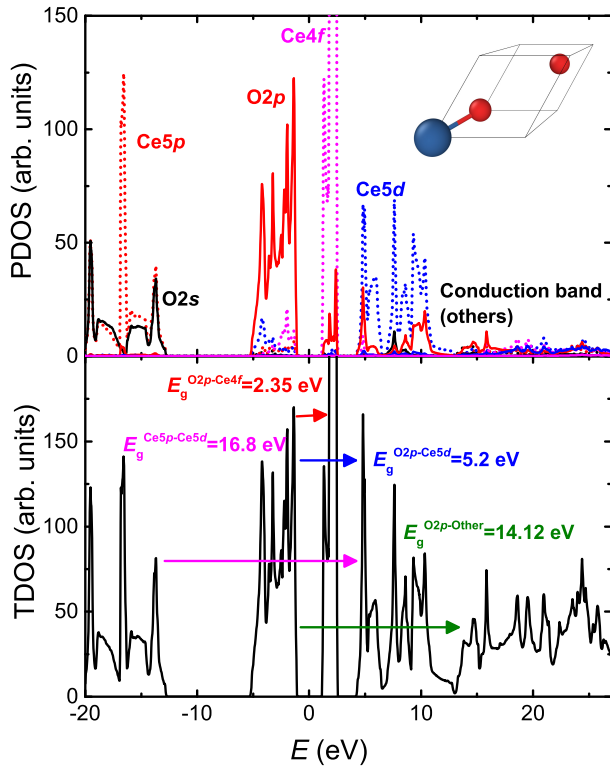 Ce4f
150
O2p
Ce5p
100
PDOS (arb. units)
Ce5d
50
O2s
Conduction band
(others)
0
E_g^O2p-Ce4f=2.35 eV
150
E_g^Ce5p-Ce5d=16.8 eV
E_g^O2p-Ce5d=5.2 eV
100
TDOS (arb. units)
E_g^O2p-Other=14.12 eV
50
0
-20 -10 0 10 20
E (eV)